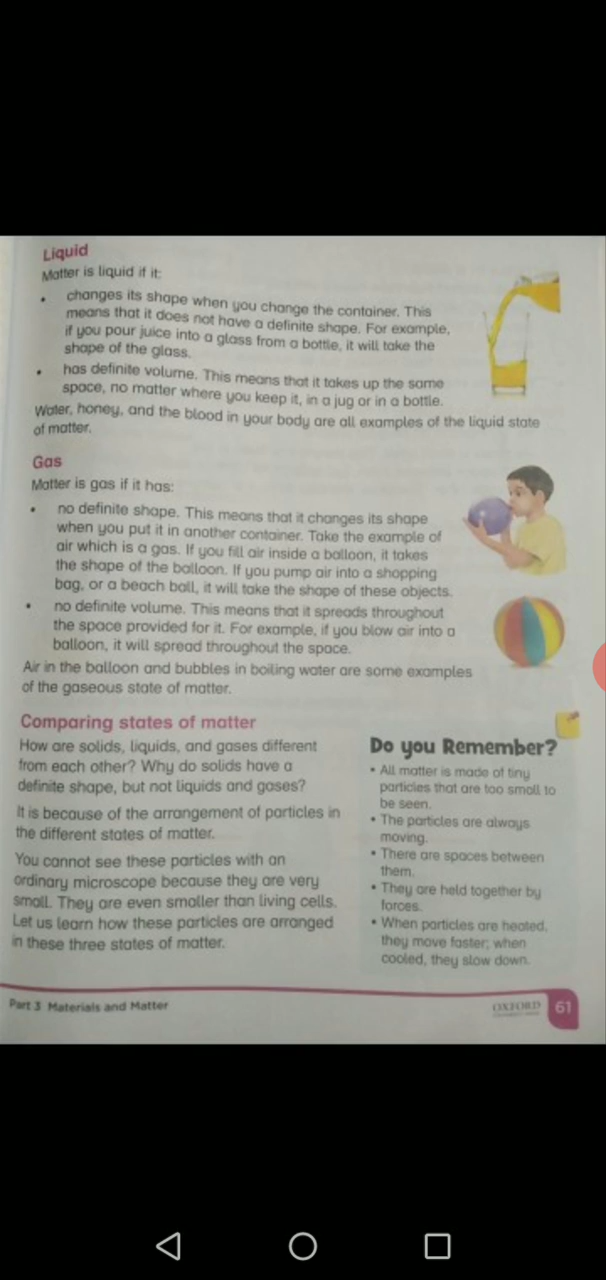 Liquid
Matter is liquid if it:
• changes its shape when you change the container. This
means that it does not have a definite shape. For example,
if you pour juice into a glass from a bottle, it will take the
shape of the glass.
• has definite volume. This means that it takes up the same
space, no matter where you keep it, in a jug or in a bottle.
Water, honey, and the blood in your body are all examples of the liquid state
of matter.
Gas
Matter is gas if it has:
• no definite shape. This means that it changes its shape
when you put it in another container. Take the example of
air which is a gas. If you fill air inside a balloon, it takes
the shape of the balloon. If you pump air into a shopping
bag, or a beach ball, it will take the shape of these objects.
• no definite volume. This means that it spreads throughout
the space provided for it. For example, if you blow air into a
balloon, it will spread throughout the space.
Air in the balloon and bubbles in boiling water are some examples
of the gaseous state of matter.
Comparing states of matter
How are solids, liquids, and gases different
from each other? Why do solids have a
definite shape, but not liquids and gases?
It is because of the arrangement of particles in
the different states of matter.
You cannot see these particles with an
ordinary microscope because they are very
small. They are even smaller than living cells.
Let us learn how these particles are arranged
in these three states of matter.
Do you Remember?
• All matter is made of tiny
particles that are too small to
be seen.
• The particles are always
moving.
• There are spaces between
them.
• They are held together by
forces.
• When particles are heated,
they move faster; when
cooled, they slow down.
Part 3 Materials and Matter
OXFORD
61